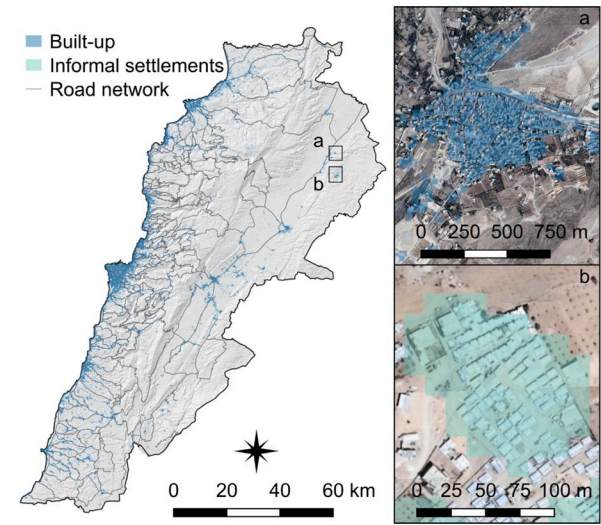 Built-up
Informal settlements
Road network
a
b
0 20 40 60 km
a
0 250 500 750 m
b
0 25 50 75 100 m